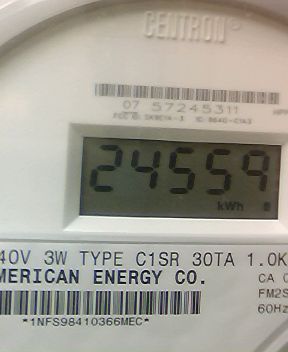 CENTRON®
07 57245311
24559
kWh
40V 3W TYPE C1SR 30TA 1.0K
MERICAN ENERGY CO.
CA
FM2S
60Hz
*1NFS98410366MEC*